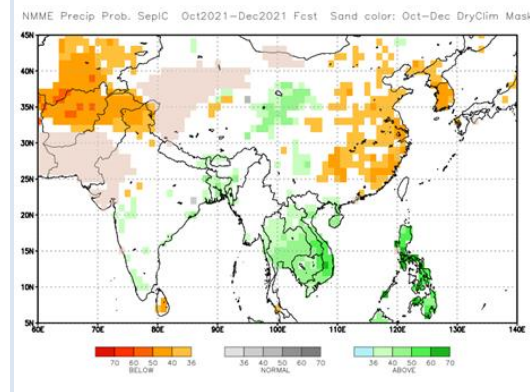 NMME Precip Prob. SepIC Oct2021-Dec2021 Fcst Sand color: Oct-Dec DryClim Mask
45N
40N
35N
30N
25N
20N
15N
10N
5N
60E 70E 80E 90E 100E 110E 120E 130E 140E
70 60 50 40 36
BELOW
36 40 50 60 70
NORMAL
36 40 50 60 70
ABOVE